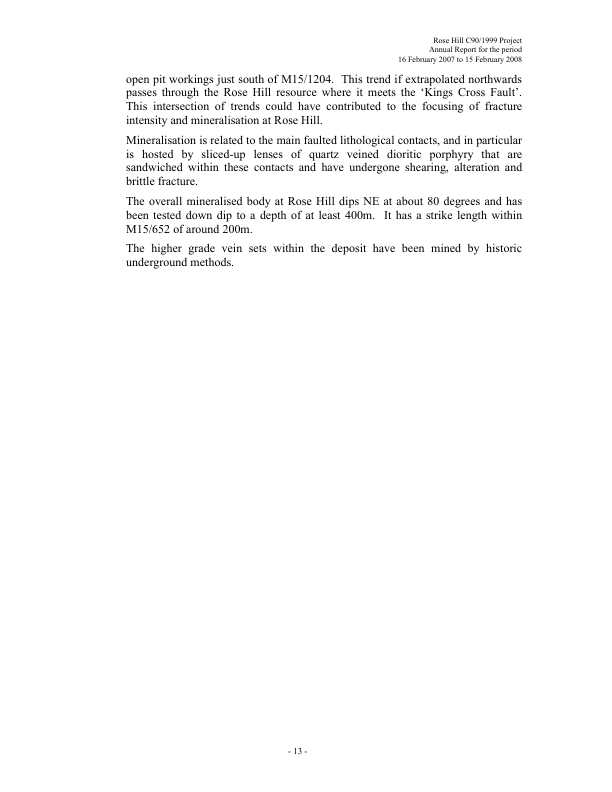 Rose Hill C90/1999 Project
Annual Report for the period
16 February 2007 to 15 February 2008
open pit workings just south of M15/1204.  This trend if extrapolated northwards
passes through the Rose Hill resource where it meets the ‘Kings Cross Fault’.
This intersection of trends could have contributed to the focusing of fracture
intensity and mineralisation at Rose Hill.
Mineralisation is related to the main faulted lithological contacts, and in particular
is hosted by sliced-up lenses of quartz veined dioritic porphyry that are
sandwiched within these contacts and have undergone shearing, alteration and
brittle fracture.
The overall mineralised body at Rose Hill dips NE at about 80 degrees and has
been tested down dip to a depth of at least 400m.  It has a strike length within
M15/652 of around 200m.
The higher grade vein sets within the deposit have been mined by historic
underground methods.
- 13 -